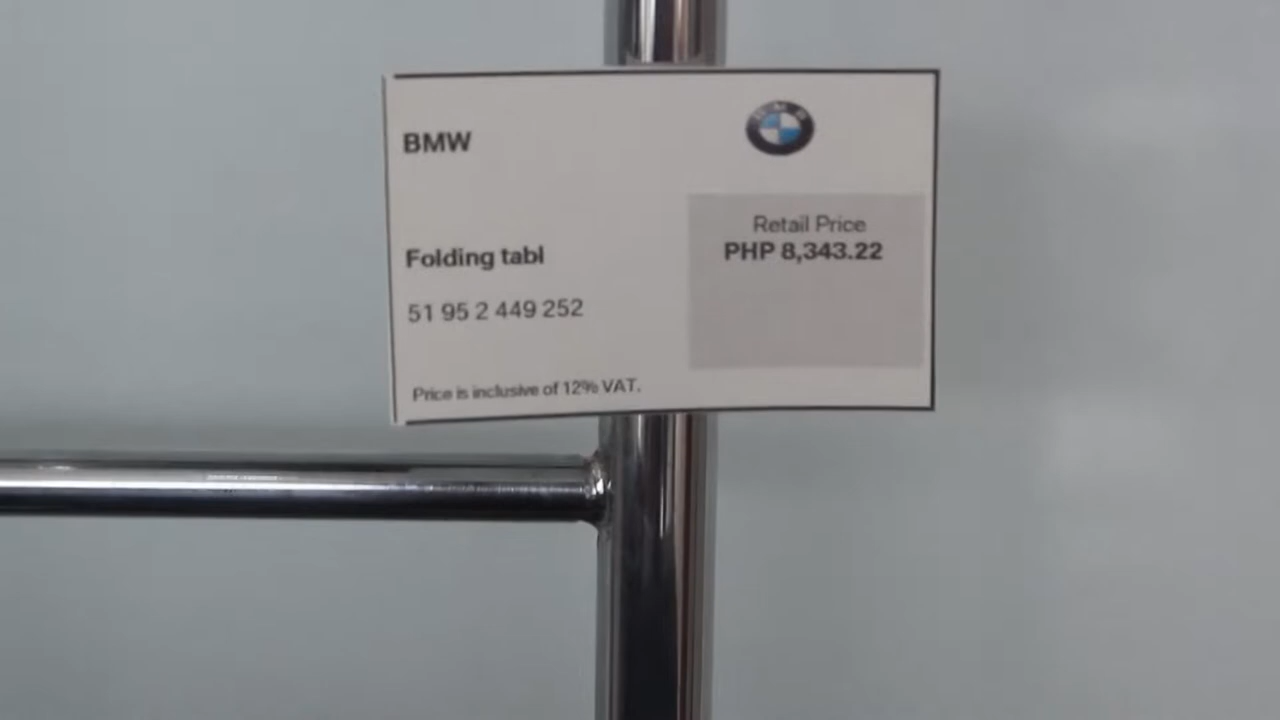 BMW
Retail Price
PHP 8,343.22
Folding tabl
51 95 2 449 252
Price is inclusive of 12% VAT.